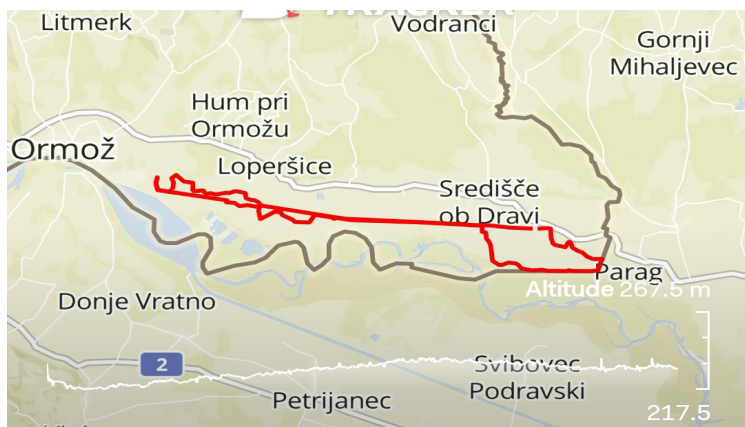 TRACKER
Litmerk
Vodranci
Gornji
Mihaljevec
Hum pri
Ormožu
Ormož
Loperšice
Središče
ob Dravi
Parag
Altitude 267.5 m
Donje Vratno
2
Svibovec
Podravski
Petrijanec
217.5